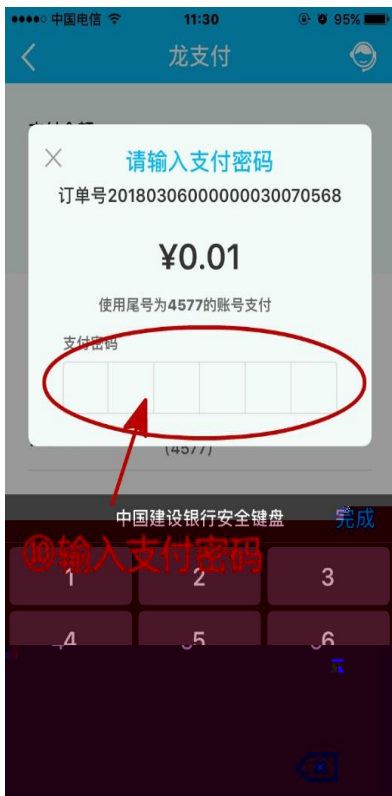 中国电信 11:30 95%
龙支付
请输入支付密码
订单号20180306000000030070568
¥0.01
使用尾号为4577的账号支付
支付密码
(4577)
中国建设银行安全键盘 完成
⑩输入支付密码
1 2 3
4 5 6